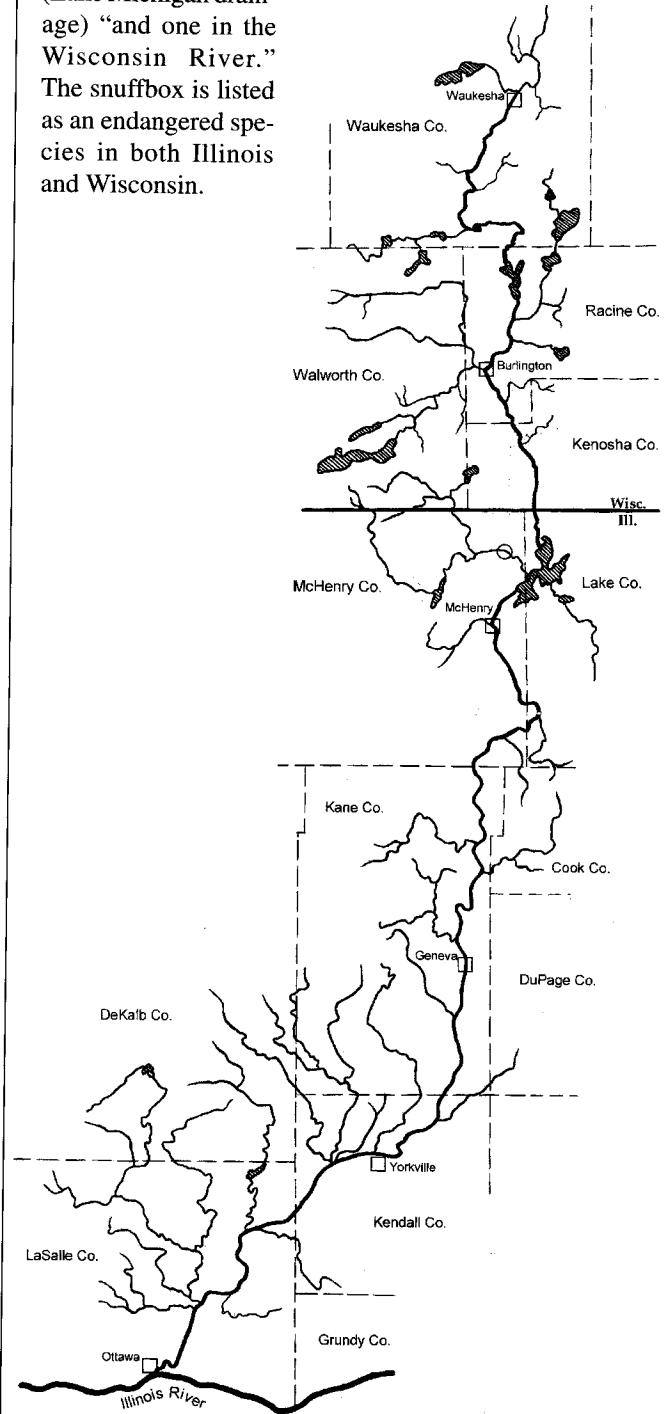 age) “and one in the
Wisconsin River.”
The snuffbox is listed
as an endangered spe-
cies in both Illinois
and Wisconsin.
Waukesha
Waukesha Co.
Racine Co.
Burlington
Walworth Co.
Kenosha Co.
Wisc.
Ill.
McHenry Co.
Lake Co.
McHenry
Kane Co.
Cook Co.
Geneva
DuPage Co.
DeKalb Co.
Yorkville
Kendall Co.
LaSalle Co.
Grundy Co.
Ottawa
Illinois River